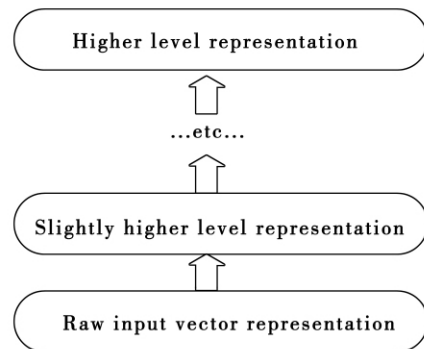 Higher level representation
...etc...
Slightly higher level representation
Raw input vector representation